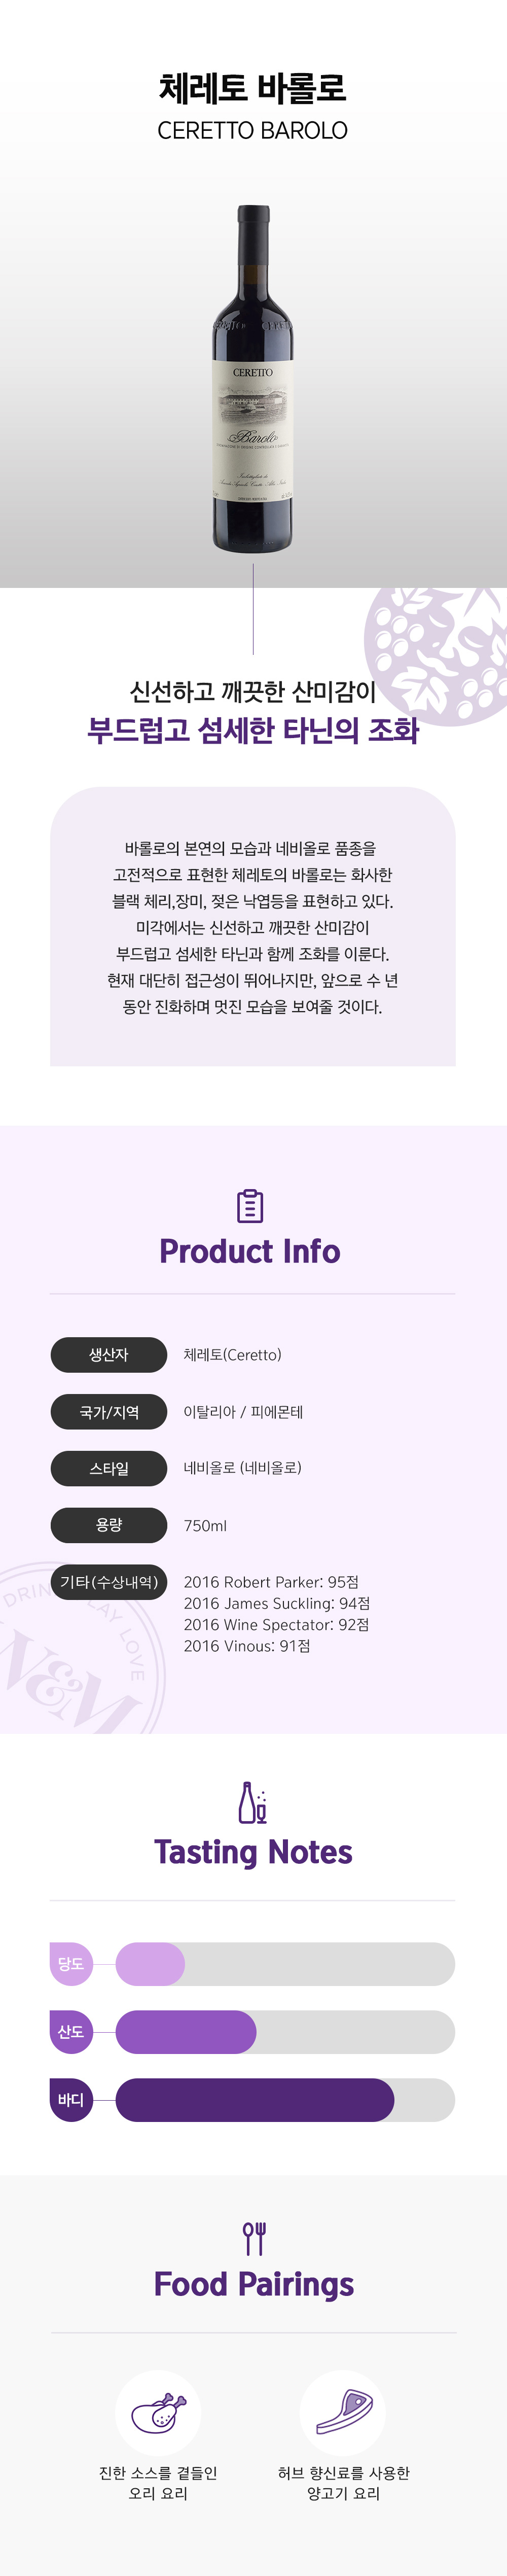 체레토 바롤로
CERETTO BAROLO
CERETTO
Barolo
신선하고 깨끗한 산미감이
부드럽고 섬세한 타닌의 조화
바롤로의 본연의 모습과 네비올로 품종을
고전적으로 표현한 체레토의 바롤로는 화사한
블랙 체리,장미, 젖은 낙엽등을 표현하고 있다.
미각에서는 신선하고 깨끗한 산미감이
부드럽고 섬세한 타닌과 함께 조화를 이룬다.
현재 대단히 접근성이 뛰어나지만, 앞으로 수 년
동안 진화하며 멋진 모습을 보여줄 것이다.
Product Info
생산자 체레토(Ceretto)
국가/지역 이탈리아 / 피에몬테
스타일 네비올로 (네비올로)
용량 750ml
기타(수상내역) 2016 Robert Parker: 95점
2016 James Suckling: 94점
2016 Wine Spectator: 92점
2016 Vinous: 91점
LAY LOVE
W&M
Tasting Notes
당도
산도
바디
Food Pairings
진한 소스를 곁들인
오리 요리
허브 향신료를 사용한
양고기 요리